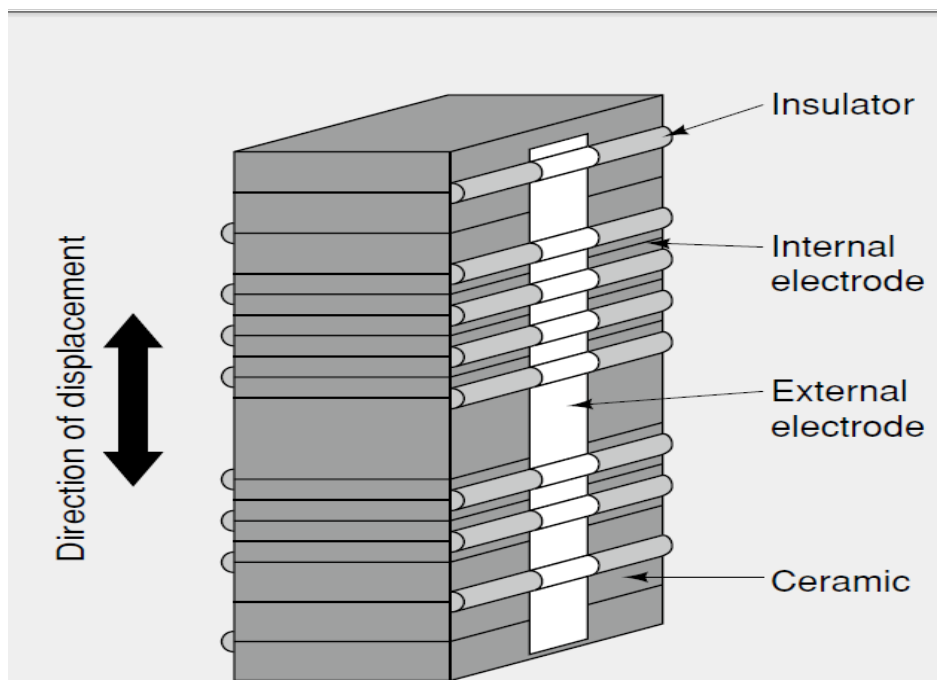 Insulator
Internal
electrode
Direction of displacement
External
electrode
Ceramic